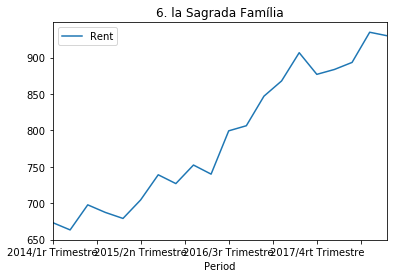 6. la Sagrada Família
Rent
900
850
800
750
700
650
2014/1r Trimestre 2015/2n Trimestre 2016/3r Trimestre 2017/4rt Trimestre
Period